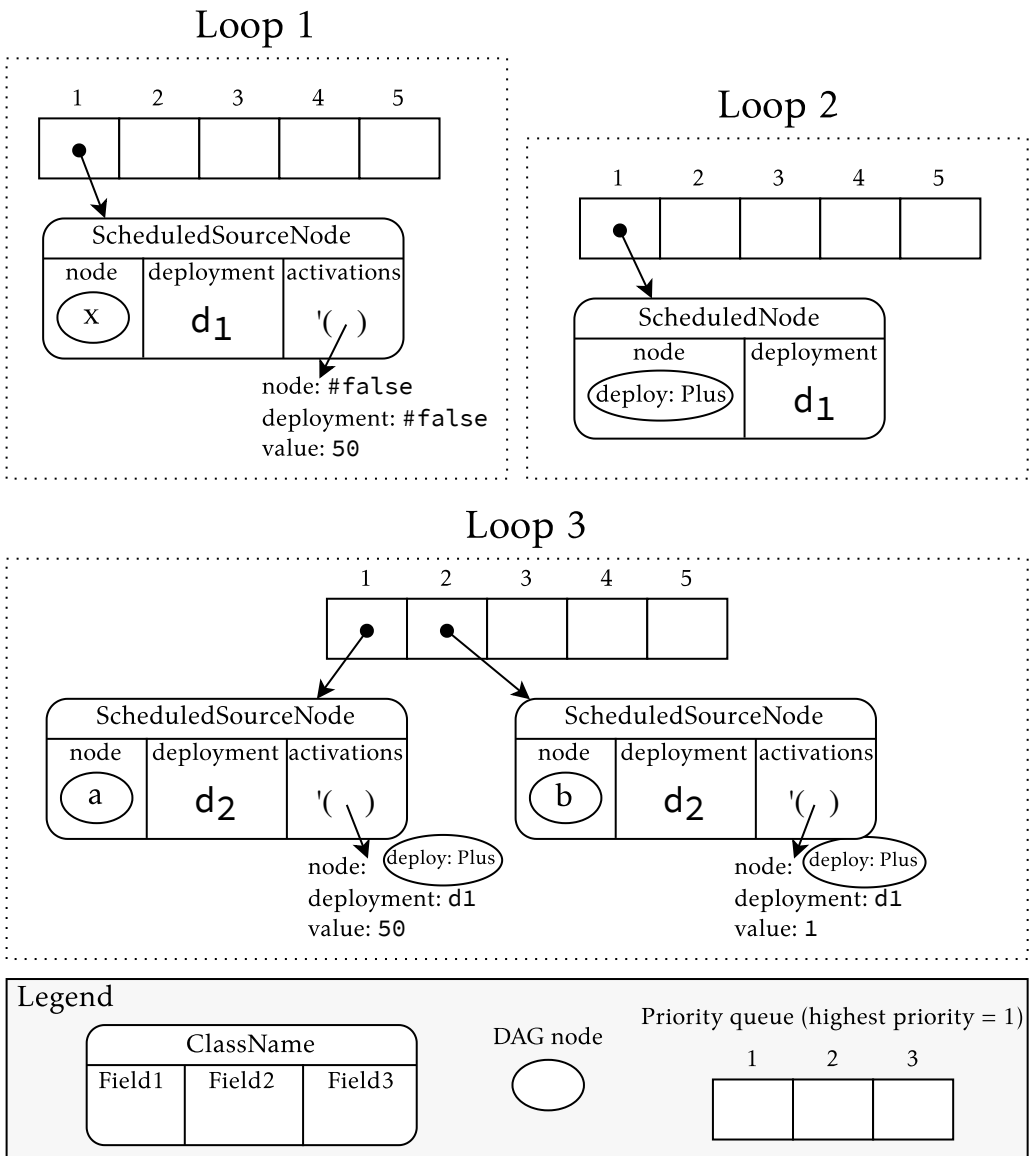 Loop 1
1 2 3 4 5
ScheduledSourceNode
node deployment activations
x d1 '( )
node: #false
deployment: #false
value: 50
Loop 2
1 2 3 4 5
ScheduledNode
node deployment
deploy: Plus d1
Loop 3
1 2 3 4 5
ScheduledSourceNode
node deployment activations
a d2 '( )
node: deploy: Plus
deployment: d1
value: 50
ScheduledSourceNode
node deployment activations
b d2 '( )
node: deploy: Plus
deployment: d1
value: 1
Legend
ClassName
Field1 Field2 Field3
DAG node
Priority queue (highest priority = 1)
1 2 3